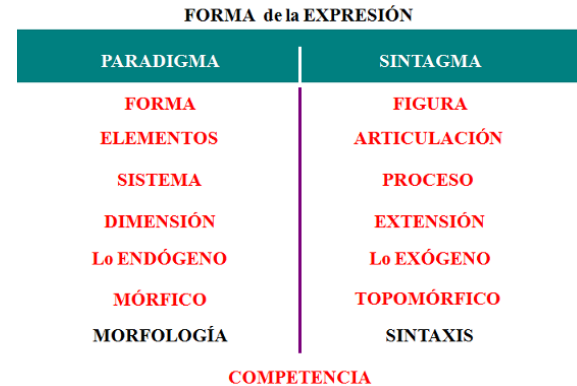 FORMA de la EXPRESIÓN
PARADIGMA SINTAGMA
FORMA FIGURA
ELEMENTOS ARTICULACIÓN
SISTEMA PROCESO
DIMENSIÓN EXTENSIÓN
Lo ENDÓGENO Lo EXÓGENO
MÓRFICO TOPOMÓRFICO
MORFOLOGÍA SINTAXIS
COMPETENCIA